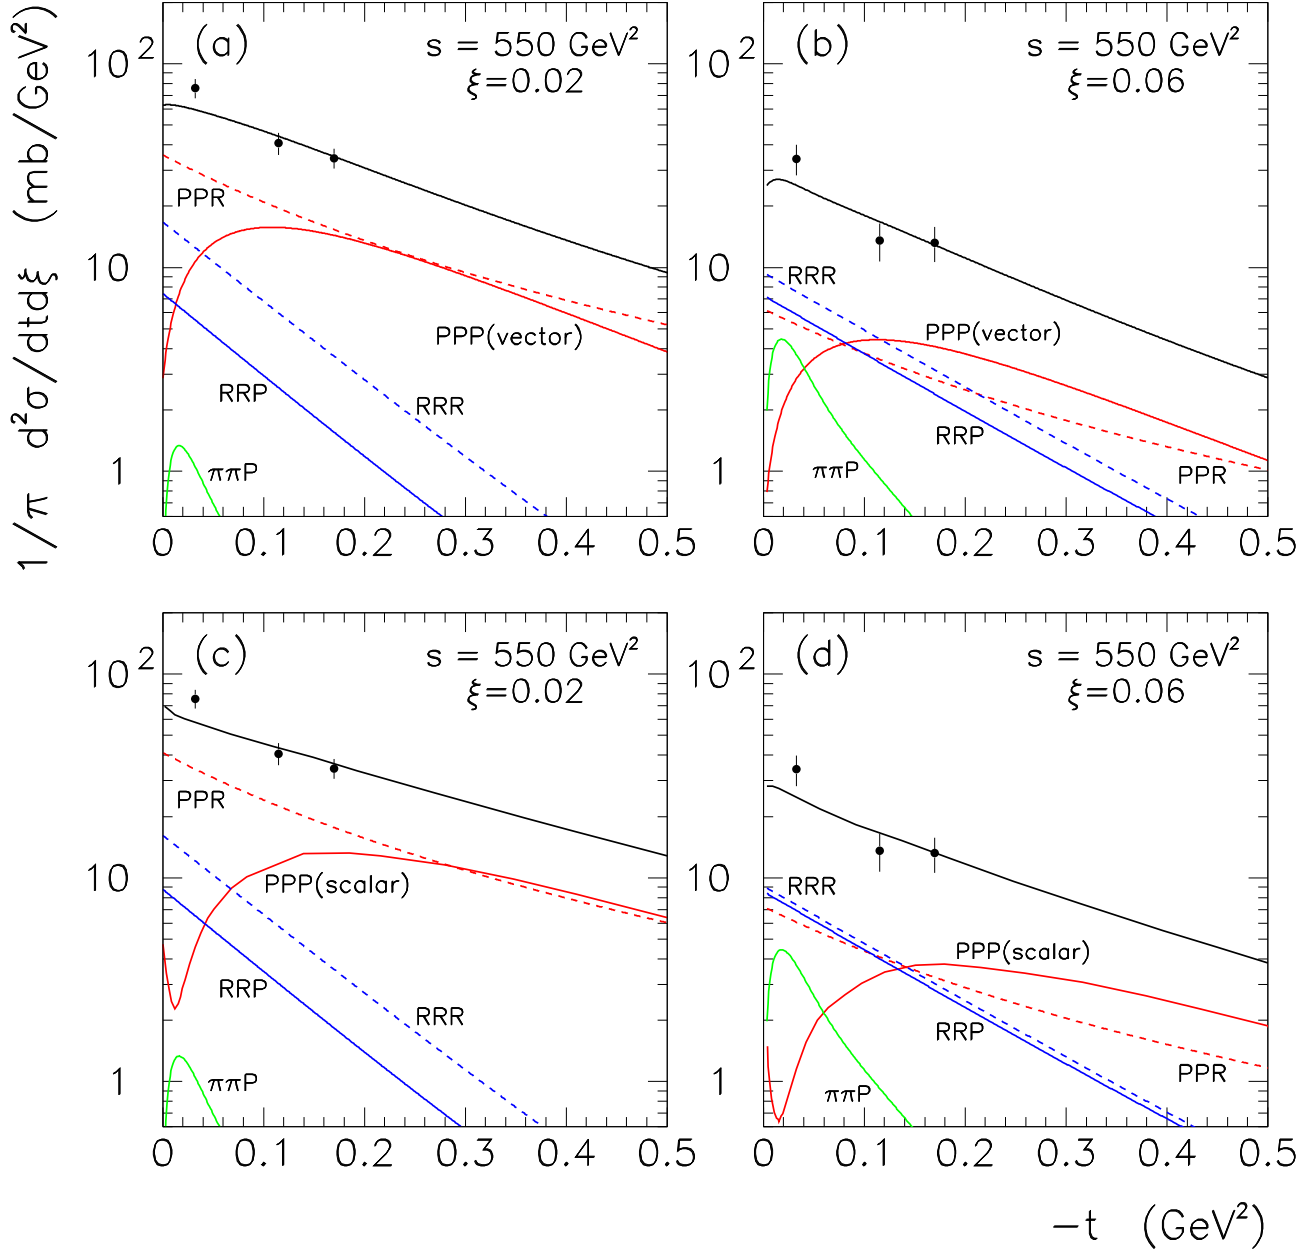 1/π d²σ/dtdξ (mb/GeV²)
(a)
s = 550 GeV²
ξ=0.02
10²
10
1
PPR
PPP(vector)
RRP
RRR
ππP
0 0.1 0.2 0.3 0.4 0.5
(b)
s = 550 GeV²
ξ=0.06
10²
10
1
RRR
PPP(vector)
RRP
ππP
PPR
0 0.1 0.2 0.3 0.4 0.5
(c)
s = 550 GeV²
ξ=0.02
10²
10
1
PPR
PPP(scalar)
RRP
RRR
ππP
0 0.1 0.2 0.3 0.4 0.5
(d)
s = 550 GeV²
ξ=0.06
10²
10
1
RRR
PPP(scalar)
RRP
PPR
ππP
0 0.1 0.2 0.3 0.4 0.5
−t (GeV²)